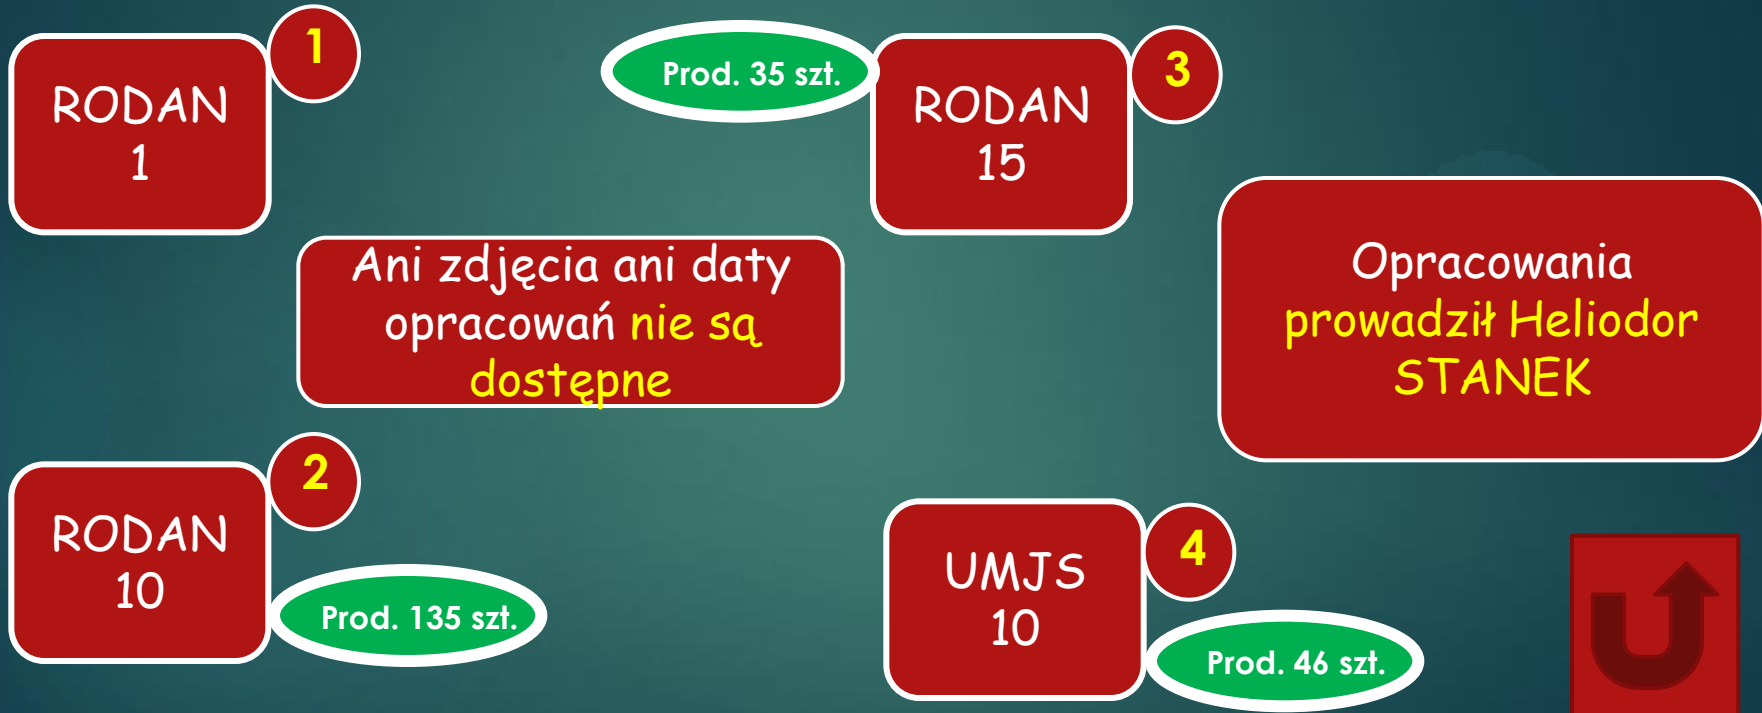 RODAN
1
1
Ani zdjęcia ani daty
opracowań nie są
dostępne
RODAN
10
2
Prod. 135 szt.
Prod. 35 szt.
RODAN
15
3
Opracowania
prowadził Heliodor
STANEK
UMJS
10
4
Prod. 46 szt.